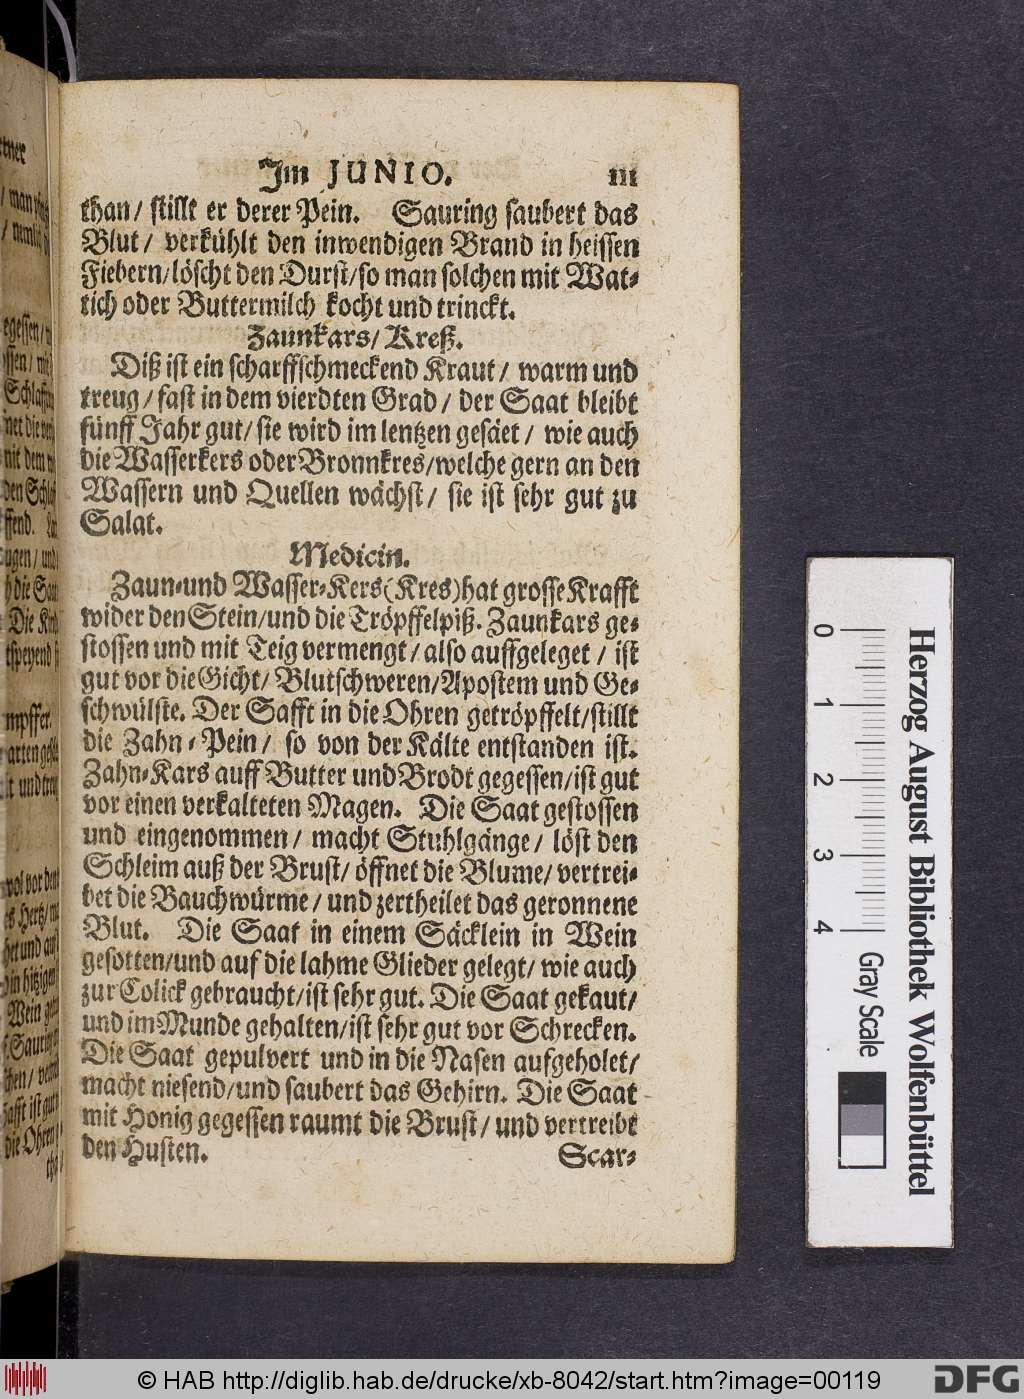 Im JUNIO. 111
than / stillt er derer Pein. Sauring saubert das
Blut / verkühlt den inwendigen Brand in heissen
Fiebern / löscht den Durst / so man solchen mit Wat-
tich oder Buttermilch kocht und trinckt.
Zaunkars / Kreß.
Diß ist ein scharffschmeckend Kraut / warm und
treug / fast in dem vierdten Grad / der Saat bleibt
fünff Jahr gut / sie wird im lentzen gesäet / wie auch
die Wasserkers oder Bronnkres / welche gern an den
Wassern und Quellen wächst / sie ist sehr gut zu
Salat.
Medicin.
Zaun-und Wasser-Kers (Kres) hat grosse Krafft
wider den Stein / und die Tröpffelpiß. Zaunkars ge-
stossen und mit Teig vermengt / also auffgeleget / ist
gut vor die Gicht / Blutschweren / Apostem und Ge-
schwülste. Der Safft in die Ohren getröpffelt / stillt
die Zahn-Pein / so von der Kälte entstanden ist.
Zahn-Kars auff Butter und Brodt gegessen / ist gut
vor einen verkalteten Magen. Die Saat gestossen
und eingenommen / macht Stuhlgänge / löst den
Schleim auß der Brust / öffnet die Blume / vertrei-
bet die Bauchwürme / und zertheilet das geronnene
Blut. Die Saat in einem Säcklein in Wein
gesotten / und auf die lahme Glieder gelegt / wie auch
zur Colick gebraucht / ist sehr gut. Die Saat gekaut /
und im Munde gehalten / ist sehr gut vor Schrecken.
Die Saat gepulvert und in die Nasen aufgeholet /
macht niesend / und saubert das Gehirn. Die Saat
mit Honig gegessen raumt die Brust / und vertreibt
den Husten. Scar-
0 1 2 3 4 Gray Scale
Herzog August Bibliothek Wolfenbüttel
© HAB http://diglib.hab.de/drucke/xb-8042/start.htm?image=00119
DFG